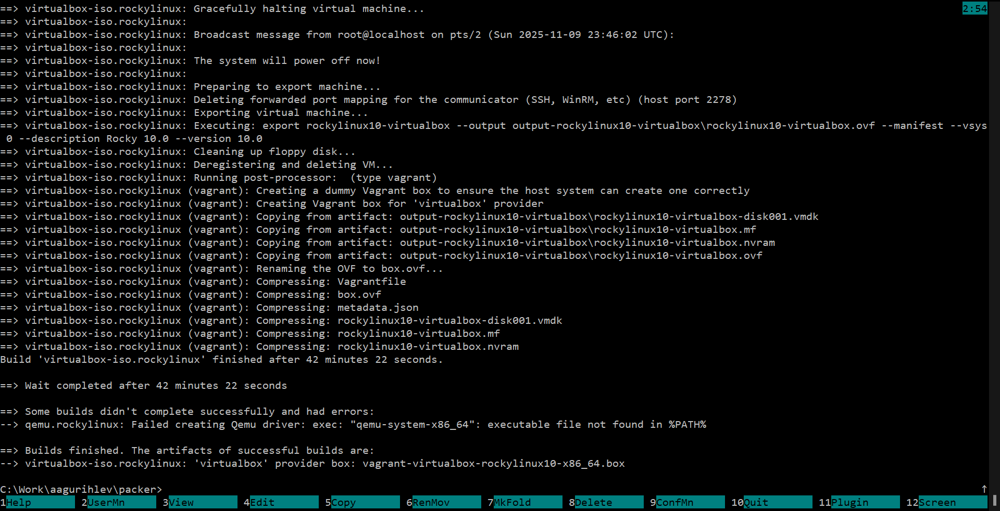 ==> virtualbox-iso.rockylinux: Gracefully halting virtual machine...
2:54
==> virtualbox-iso.rockylinux:
==> virtualbox-iso.rockylinux: Broadcast message from root@localhost on pts/2 (Sun 2025-11-09 23:46:02 UTC):
==> virtualbox-iso.rockylinux:
==> virtualbox-iso.rockylinux: The system will power off now!
==> virtualbox-iso.rockylinux:
==> virtualbox-iso.rockylinux: Preparing to export machine...
==> virtualbox-iso.rockylinux: Deleting forwarded port mapping for the communicator (SSH, WinRM, etc) (host port 2278)
==> virtualbox-iso.rockylinux: Exporting virtual machine...
==> virtualbox-iso.rockylinux: Executing: export rockylinux10-virtualbox --output output-rockylinux10-virtualbox\rockylinux10-virtualbox.ovf --manifest --vsys
 0 --description Rocky 10.0 --version 10.0
==> virtualbox-iso.rockylinux: Cleaning up floppy disk...
==> virtualbox-iso.rockylinux: Deregistering and deleting VM...
==> virtualbox-iso.rockylinux: Running post-processor:  (type vagrant)
==> virtualbox-iso.rockylinux (vagrant): Creating a dummy Vagrant box to ensure the host system can create one correctly
==> virtualbox-iso.rockylinux (vagrant): Creating Vagrant box for 'virtualbox' provider
==> virtualbox-iso.rockylinux (vagrant): Copying from artifact: output-rockylinux10-virtualbox\rockylinux10-virtualbox-disk001.vmdk
==> virtualbox-iso.rockylinux (vagrant): Copying from artifact: output-rockylinux10-virtualbox\rockylinux10-virtualbox.mf
==> virtualbox-iso.rockylinux (vagrant): Copying from artifact: output-rockylinux10-virtualbox\rockylinux10-virtualbox.nvram
==> virtualbox-iso.rockylinux (vagrant): Copying from artifact: output-rockylinux10-virtualbox\rockylinux10-virtualbox.ovf
==> virtualbox-iso.rockylinux (vagrant): Renaming the OVF to box.ovf...
==> virtualbox-iso.rockylinux (vagrant): Compressing: Vagrantfile
==> virtualbox-iso.rockylinux (vagrant): Compressing: box.ovf
==> virtualbox-iso.rockylinux (vagrant): Compressing: metadata.json
==> virtualbox-iso.rockylinux (vagrant): Compressing: rockylinux10-virtualbox-disk001.vmdk
==> virtualbox-iso.rockylinux (vagrant): Compressing: rockylinux10-virtualbox.mf
==> virtualbox-iso.rockylinux (vagrant): Compressing: rockylinux10-virtualbox.nvram
Build 'virtualbox-iso.rockylinux' finished after 42 minutes 22 seconds.
==> Wait completed after 42 minutes 22 seconds
==> Some builds didn't complete successfully and had errors:
--> qemu.rockylinux: Failed creating Qemu driver: exec: "qemu-system-x86_64": executable file not found in %PATH%
==> Builds finished. The artifacts of successful builds are:
--> virtualbox-iso.rockylinux: 'virtualbox' provider box: vagrant-virtualbox-rockylinux10-x86_64.box
C:\Work\aagurihlev\packer>
1Help 2UserMn 3View 4Edit 5Copy 6RenMov 7MkFold 8Delete 9ConfMn 10Quit 11Plugin 12Screen